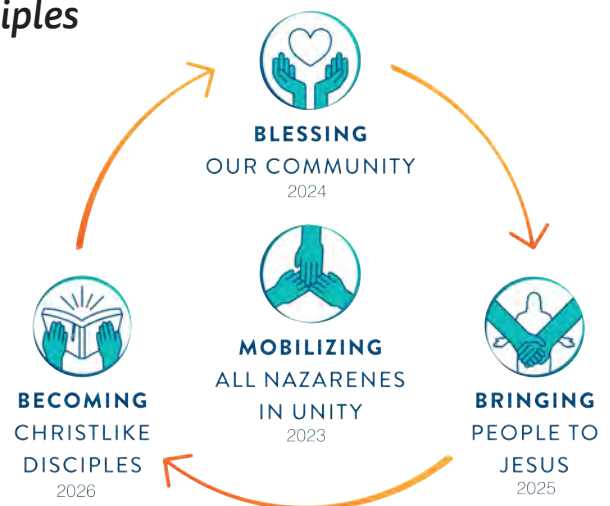 iples
BLESSING
OUR COMMUNITY
2024
MOBILIZING
ALL NAZARENES
IN UNITY
2023
BRINGING
PEOPLE TO
JESUS
2025
BECOMING
CHRISTLIKE
DISCIPLES
2026